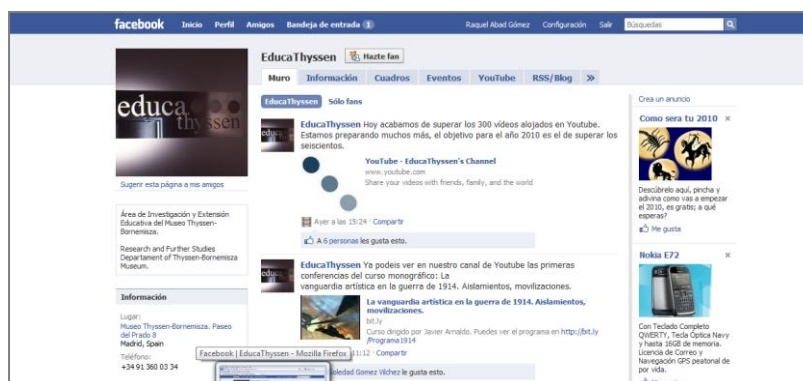 facebook Inicio Perfil Amigos Bandeja de entrada 1 Raquel Abad Gómez Configuración Salir Búsquedas
EducaThyssen Hazte fan
Muro Información Cuadros Eventos YouTube RSS/Blog »
EducaThyssen Sólo fans
educa
thyssen
Sugerir esta página a mis amigos
Área de Investigación y Extensión
Educativa del Museo Thyssen-
Bornemisza.
Research and Further Studies
Departament of Thyssen-Bornemisza
Museum.
Información
Lugar:
Museo Thyssen-Bornemisza. Paseo
del Prado 8
Madrid, Spain
Teléfono:
+34 91 360 03 34
Facebook | EducaThyssen - Mozilla Firefox
EducaThyssen Hoy acabamos de superar los 300 vídeos alojados en Youtube.
Estamos preparando muchos más, el objetivo para el año 2010 es el de superar los
seiscientos.
YouTube - EducaThyssen's Channel
www.youtube.com
Share your videos with friends, family, and the world
Ayer a las 15:24 · Compartir
A 6 personas les gusta esto.
EducaThyssen Ya podeis ver en nuestro canal de Youtube las primeras
conferencias del curso monográfico: La
vanguardia artística en la guerra de 1914. Aislamientos, movilizaciones.
La vanguardia artística en la guerra de 1914. Aislamientos,
movilizaciones.
bit.ly
Curso dirigido por Javier Arnaldo. Puedes ver el programa en http://bit.ly
/Programa1914
11:12 · Compartir
Soledad Gomez Vilchez le gusta esto.
Crea un anuncio
Como sera tu 2010 ×
Descúbrelo aquí, pincha y
adivina como vas a empezar
el 2010, es gratis; a qué
esperas?
Me gusta
Nokia E72 ×
Con Teclado Completo
QWERTY, Tecla Óptica Navy
y hasta 16GB de memoria.
Licencia de Correo y
Navegación GPS peatonal de
por vida.